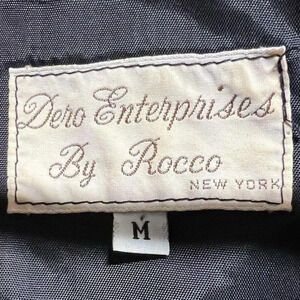 Dero Enterprises
By Rocco
NEW YORK
M